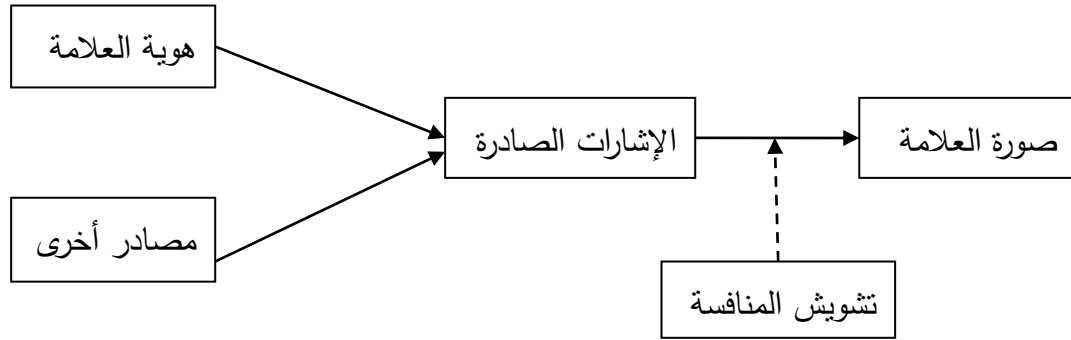 هوية العلامة
الإشارات الصادرة
صورة العلامة
مصادر أخرى
تشويش المنافسة